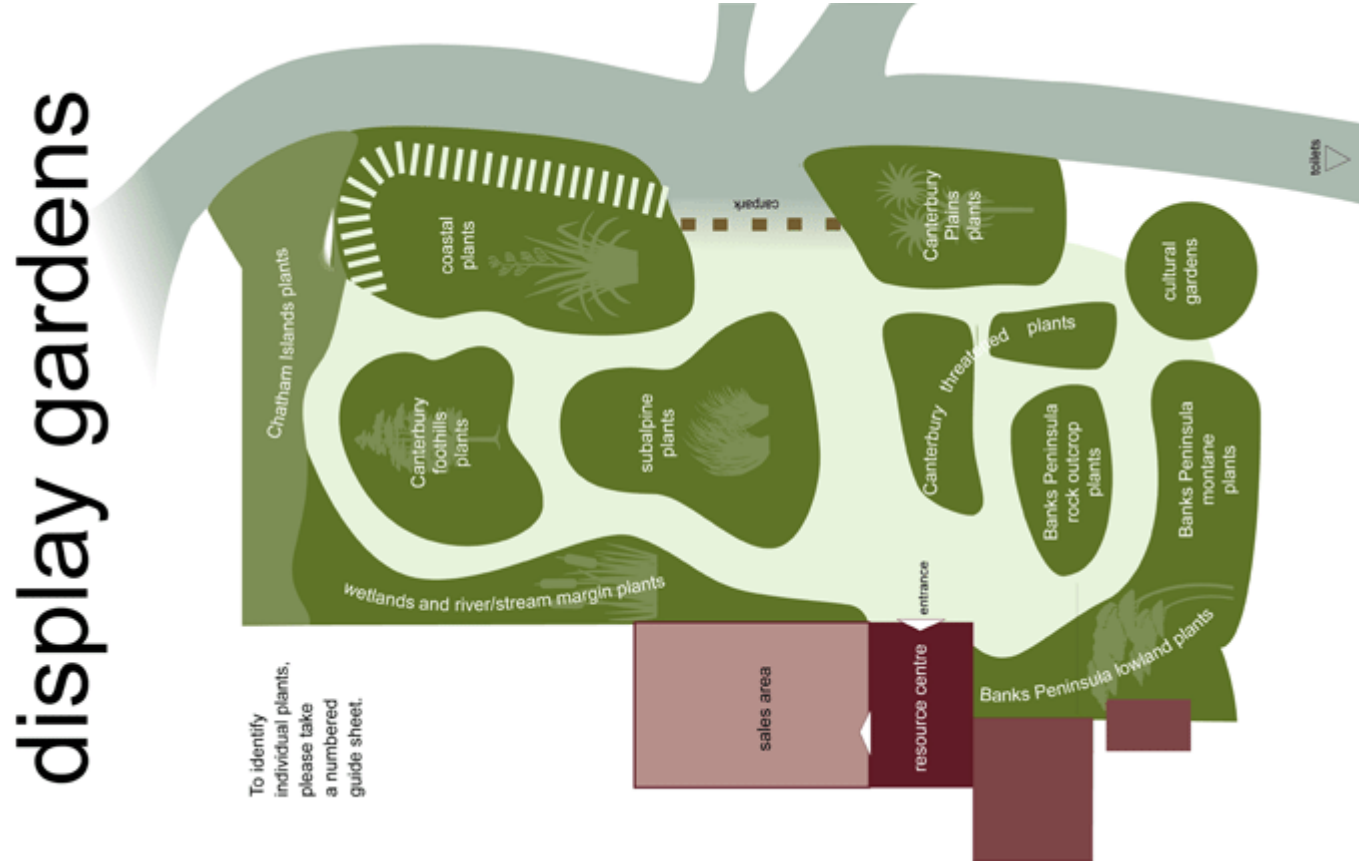 display gardens
To identify
individual plants,
please take
a numbered
guide sheet.
Chatham Islands plants
coastal
plants
Canterbury
foothills
plants
wetlands and river/stream margin plants
subalpine
plants
carpark
Canterbury
Plains
plants
Canterbury threatened plants
cultural
gardens
Banks Peninsula
rock outcrop
plants
Banks Peninsula
montane
plants
Banks Peninsula lowland plants
sales area
resource centre
entrance
toilets